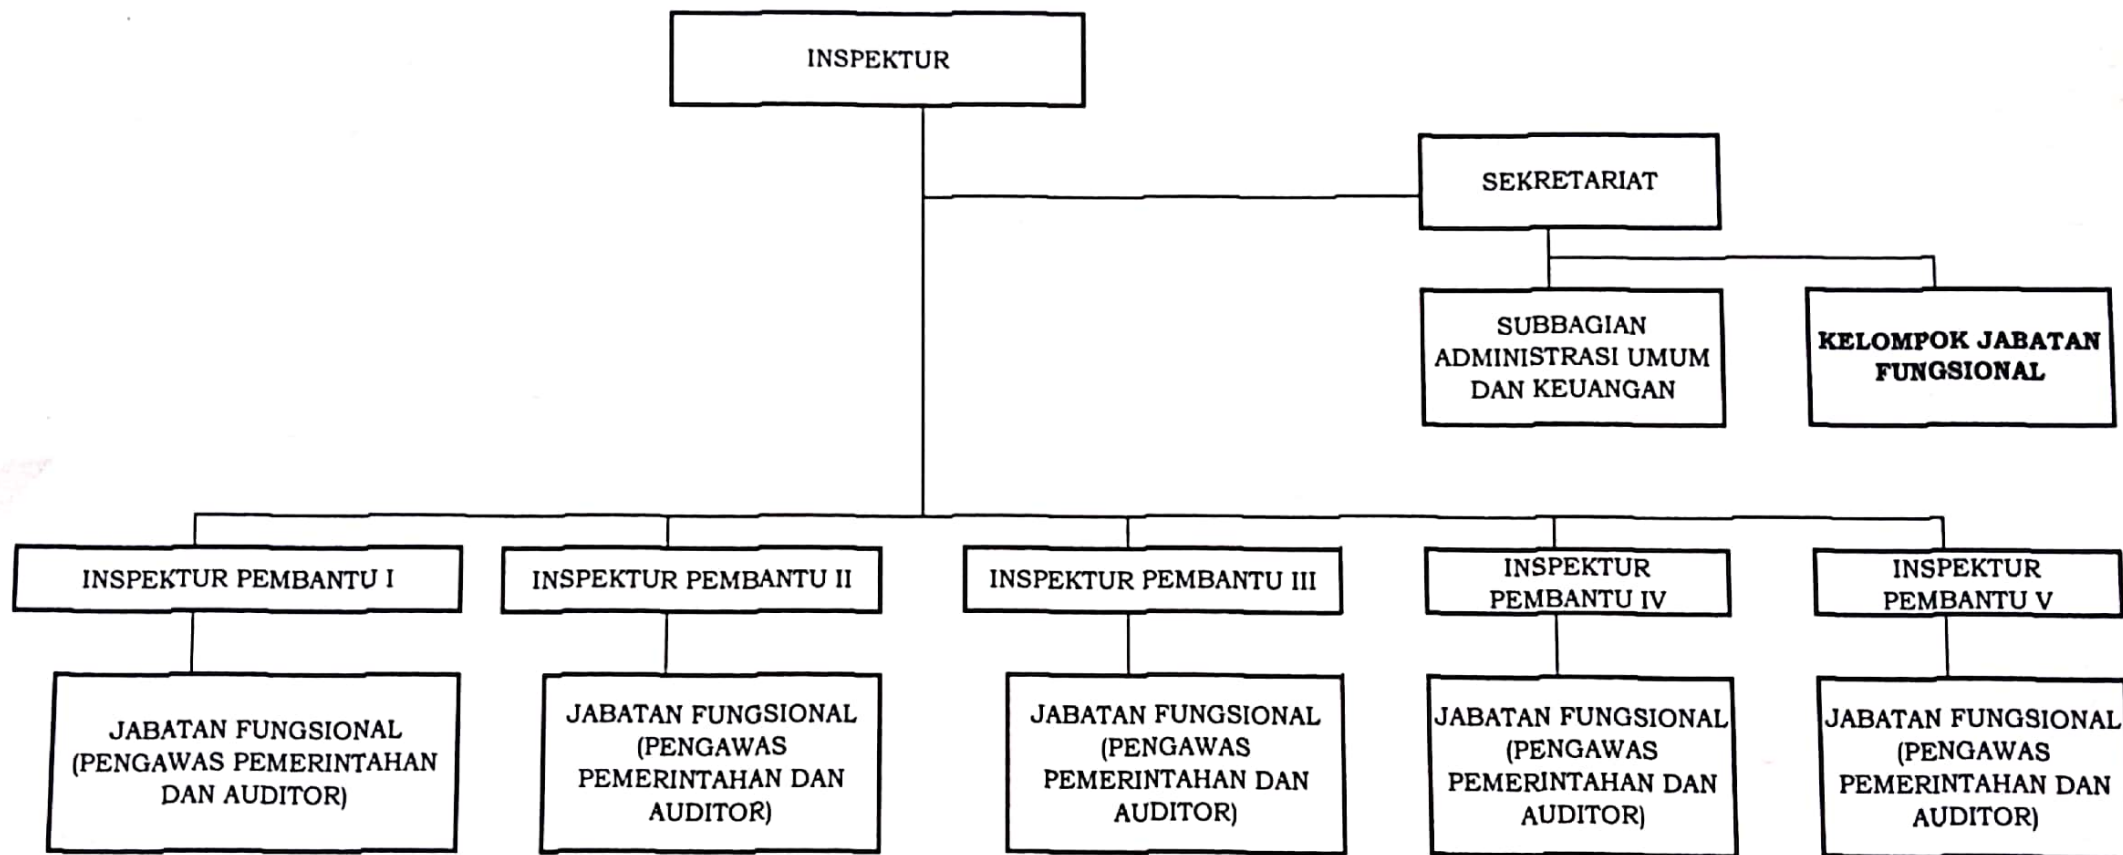 INSPEKTUR
SEKRETARIAT
SUBBAGIAN
ADMINISTRASI UMUM
DAN KEUANGAN
KELOMPOK JABATAN
FUNGSIONAL
INSPEKTUR PEMBANTU I
INSPEKTUR PEMBANTU II
INSPEKTUR PEMBANTU III
INSPEKTUR
PEMBANTU IV
INSPEKTUR
PEMBANTU V
JABATAN FUNGSIONAL
(PENGAWAS PEMERINTAHAN
DAN AUDITOR)
JABATAN FUNGSIONAL
(PENGAWAS
PEMERINTAHAN DAN
AUDITOR)
JABATAN FUNGSIONAL
(PENGAWAS
PEMERINTAHAN DAN
AUDITOR)
JABATAN FUNGSIONAL
(PENGAWAS
PEMERINTAHAN DAN
AUDITOR)
JABATAN FUNGSIONAL
(PENGAWAS
PEMERINTAHAN DAN
AUDITOR)